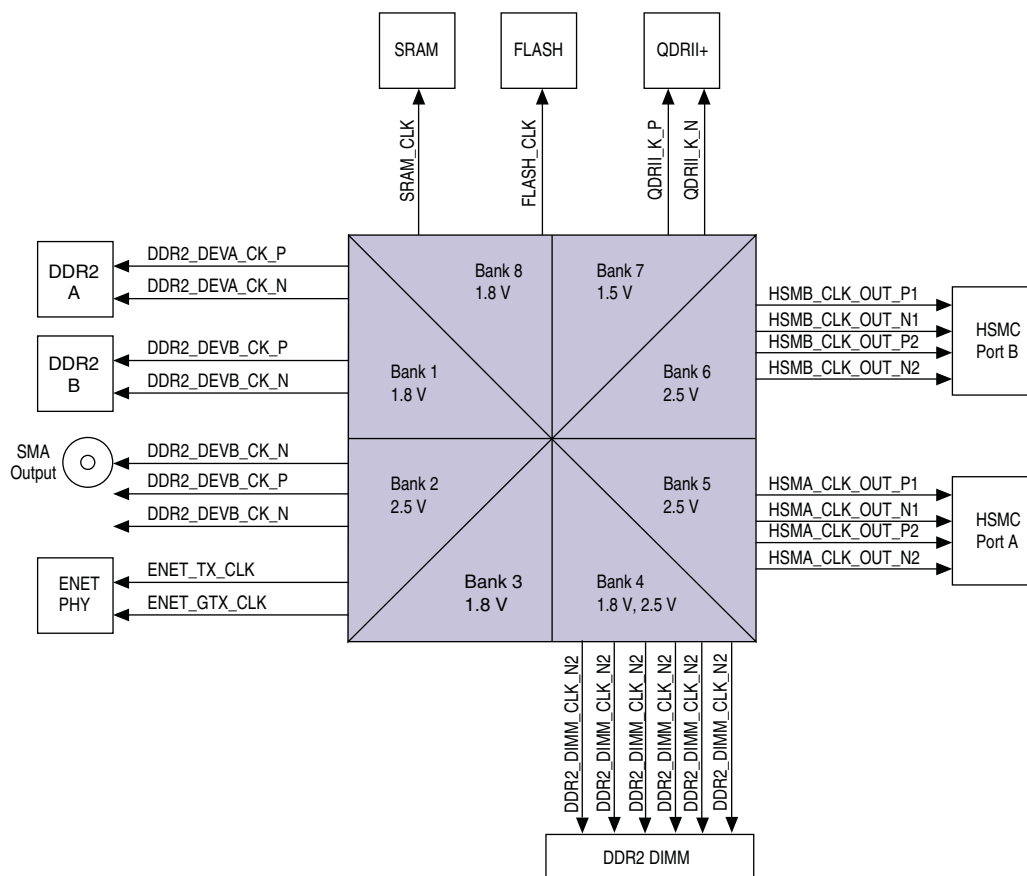 SRAM
FLASH
QDRII+
SRAM_CLK
FLASH_CLK
QDRII_K_P
QDRII_K_N
DDR2
A
DDR2_DEVA_CK_P
DDR2_DEVA_CK_N
DDR2
B
DDR2_DEVB_CK_P
DDR2_DEVB_CK_N
SMA
Output
DDR2_DEVB_CK_N
DDR2_DEVB_CK_P
DDR2_DEVB_CK_N
ENET
PHY
ENET_TX_CLK
ENET_GTX_CLK
Bank 8
1.8 V
Bank 7
1.5 V
Bank 1
1.8 V
Bank 6
2.5 V
Bank 2
2.5 V
Bank 5
2.5 V
Bank 3
1.8 V
Bank 4
1.8 V, 2.5 V
HSMB_CLK_OUT_P1
HSMB_CLK_OUT_N1
HSMB_CLK_OUT_P2
HSMB_CLK_OUT_N2
HSMC
Port B
HSMA_CLK_OUT_P1
HSMA_CLK_OUT_N1
HSMA_CLK_OUT_P2
HSMA_CLK_OUT_N2
HSMC
Port A
DDR2_DIMM_CLK_N2
DDR2_DIMM_CLK_N2
DDR2_DIMM_CLK_N2
DDR2_DIMM_CLK_N2
DDR2_DIMM_CLK_N2
DDR2_DIMM_CLK_N2
DDR2 DIMM